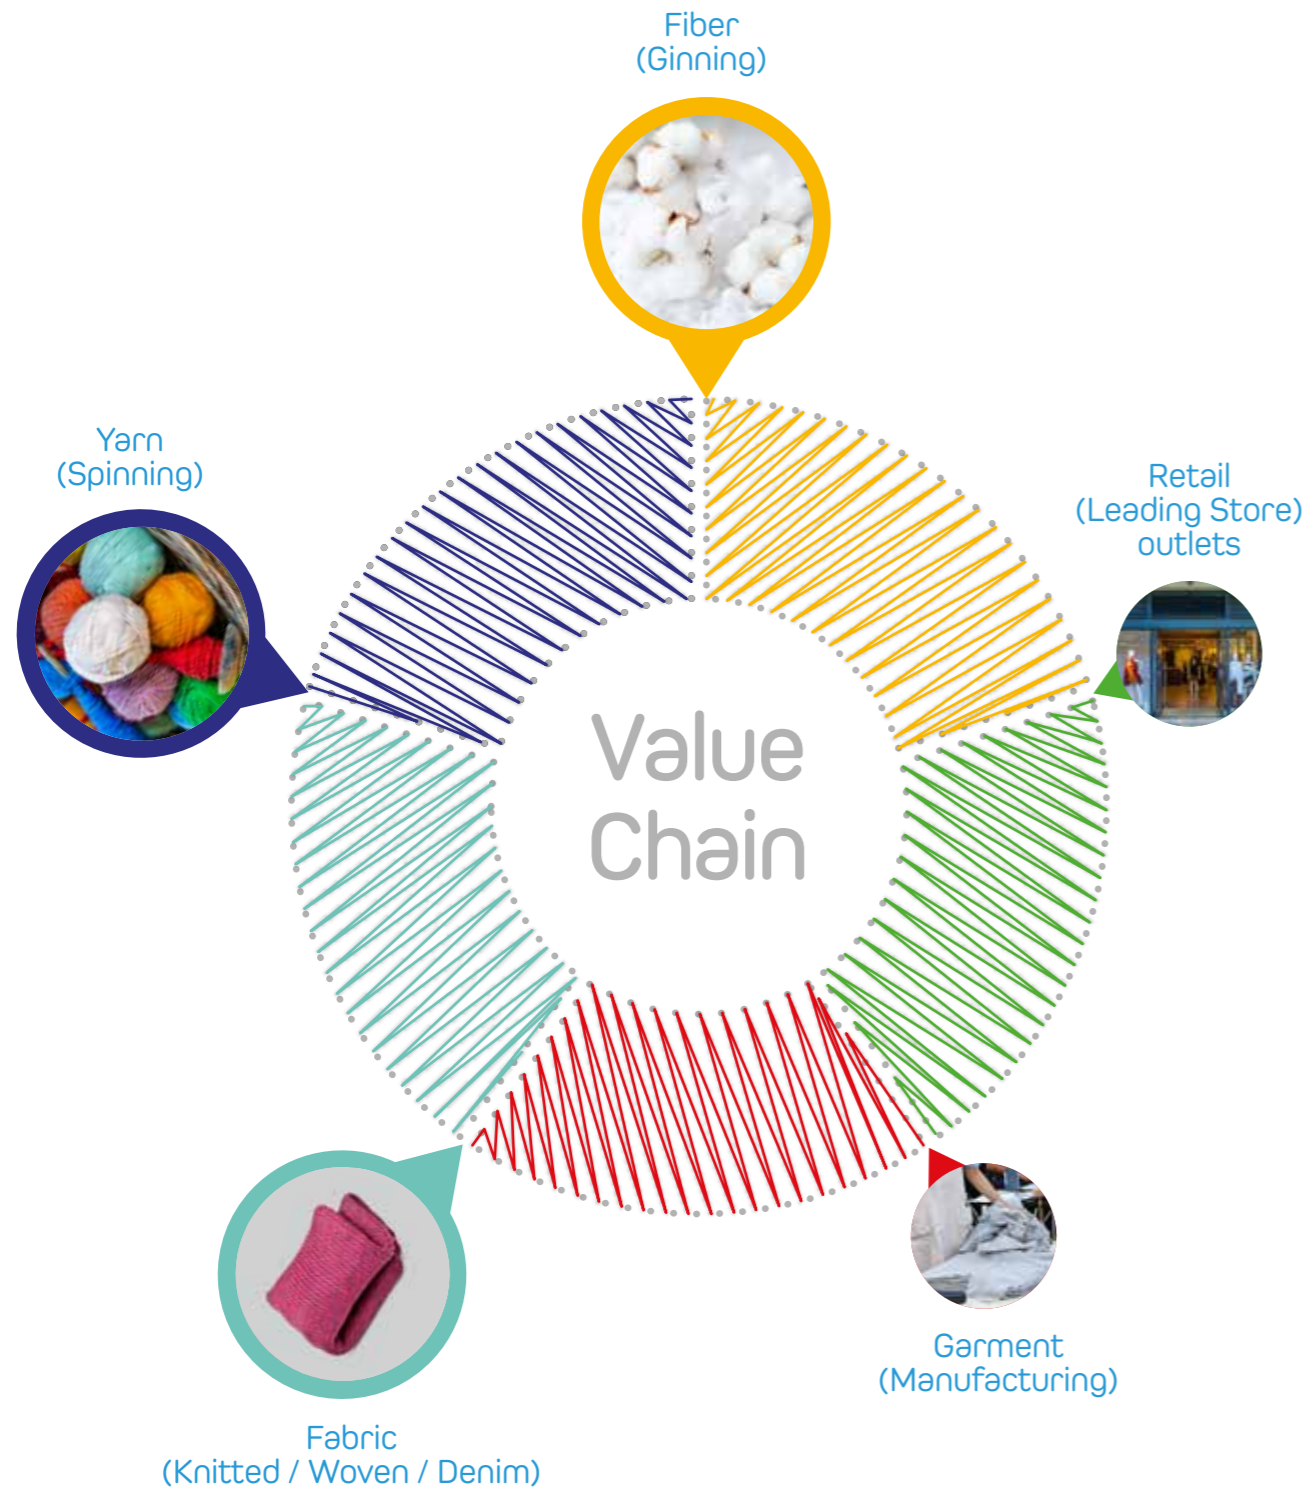 Fiber
(Ginning)
Yarn
(Spinning)
Retail
(Leading Store)
outlets
Value
Chain
Garment
(Manufacturing)
Fabric
(Knitted / Woven / Denim)